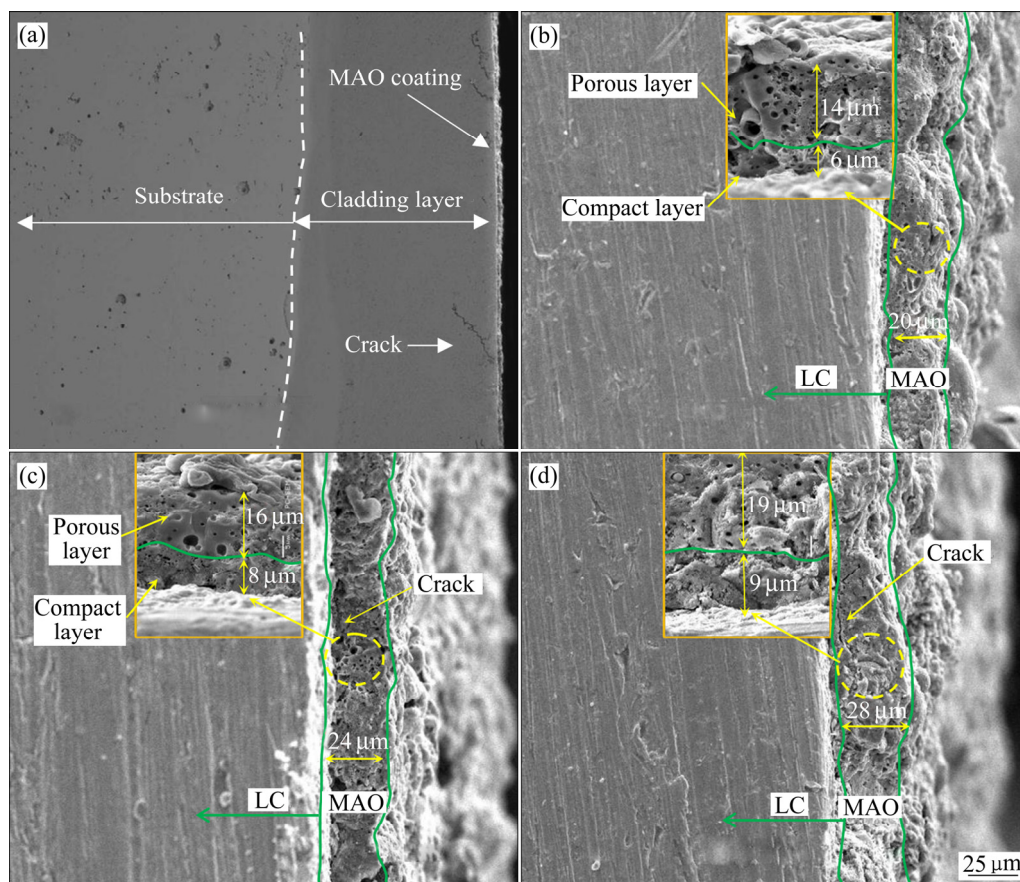 (a)
MAO coating
Substrate
Cladding layer
Crack
(b)
Porous layer
14 μm
6 μm
Compact layer
20 μm
LC
MAO
(c)
Porous
layer
16 μm
8 μm
Compact
layer
Crack
24 μm
LC
MAO
(d)
19 μm
9 μm
Crack
28 μm
LC
MAO
25 μm